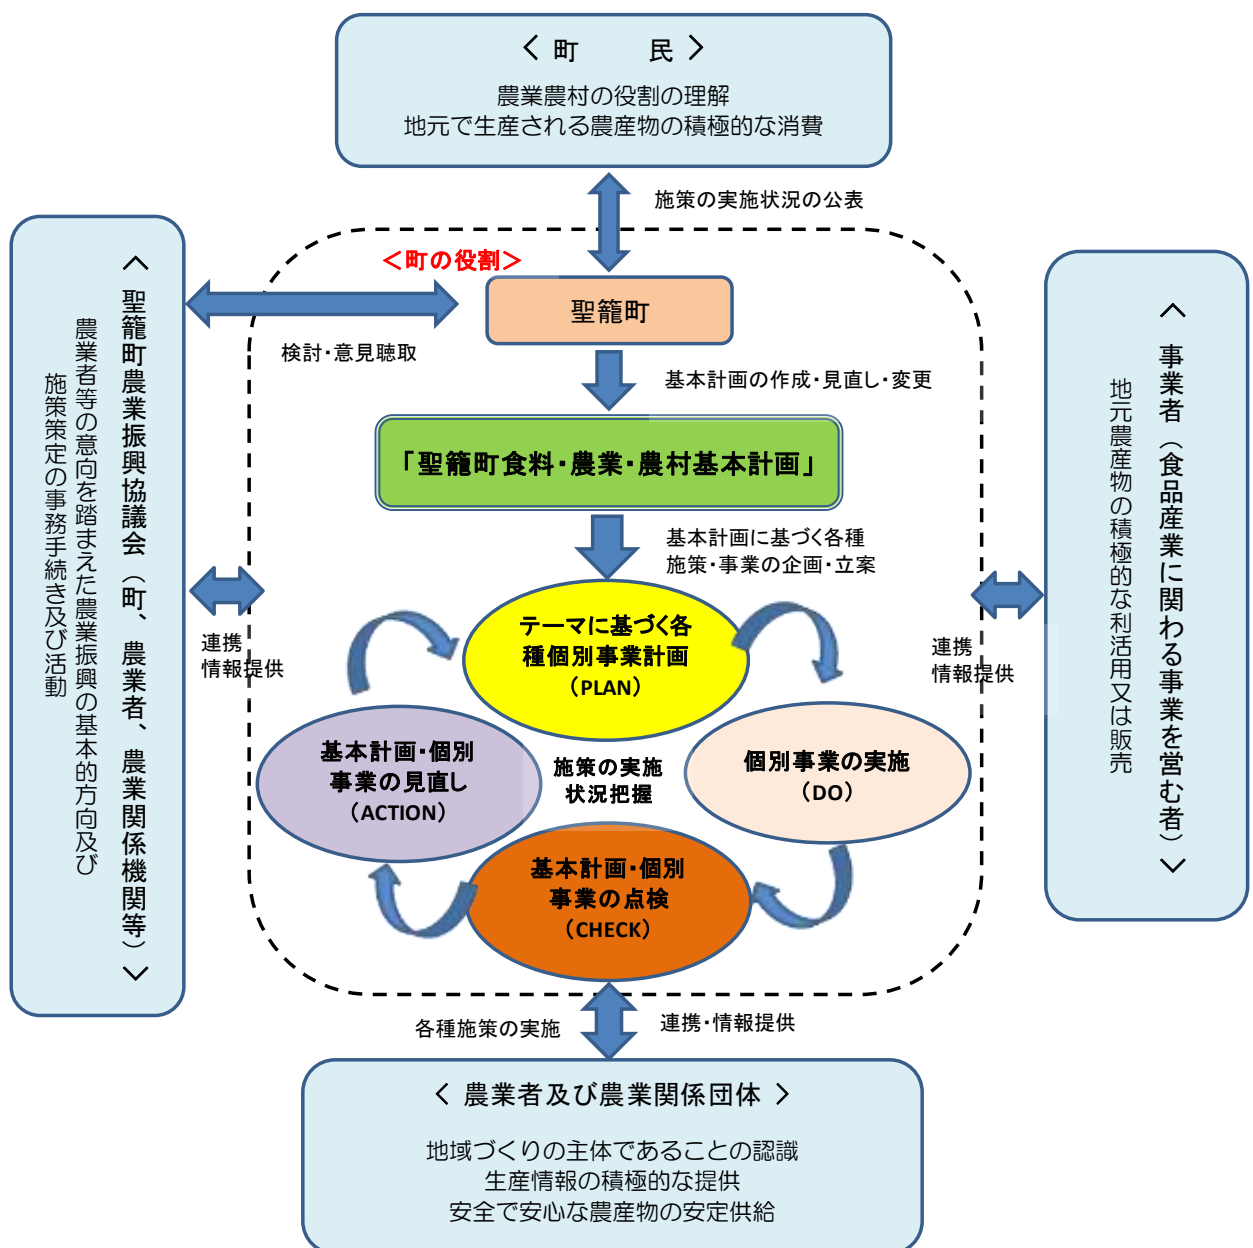 〈 町　　民 〉
農業農村の役割の理解
地元で生産される農産物の積極的な消費
施策の実施状況の公表
＜町の役割＞
聖籠町
検討・意見聴取
基本計画の作成・見直し・変更
「聖籠町食料・農業・農村基本計画」
基本計画に基づく各種
施策・事業の企画・立案
〈 聖籠町農業振興協議会（町、農業者、農業関係機関等）〉
農業者等の意向を踏まえた農業振興の基本的方向及び
施策策定の事務手続き及び活動
連携
情報提供
テーマに基づく各
種個別事業計画
（PLAN）
個別事業の実施
（DO）
施策の実施
状況把握
基本計画・個別
事業の見直し
（ACTION）
基本計画・個別
事業の点検
（CHECK）
連携
情報提供
〈 事業者（食品産業に関わる事業を営む者）〉
地元農産物の積極的な利活用又は販売
各種施策の実施
連携・情報提供
〈 農業者及び農業関係団体 〉
地域づくりの主体であることの認識
生産情報の積極的な提供
安全で安心な農産物の安定供給